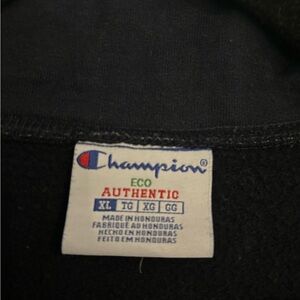 Champion®
ECO
AUTHENTIC
XL TG XG GG
MADE IN HONDURAS
FABRIQUÉ AU HONDURAS
HECHO EN HONDURAS
FEITO EM HONDURAS